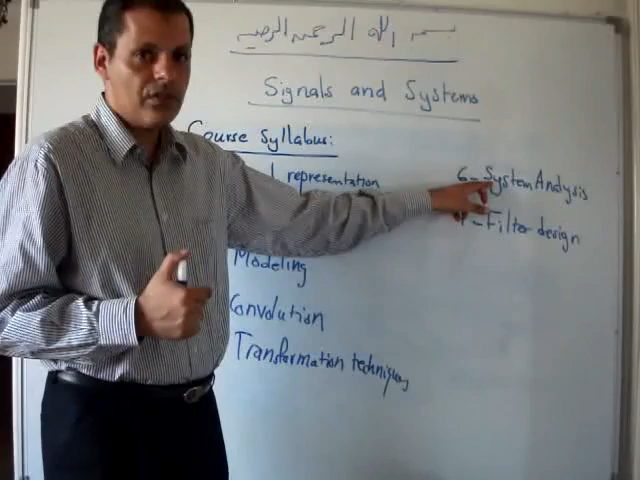 بسم الله الرحمن الرحيم
Signals and Systems
Course Syllabus:
representation
Modeling
Convolution
Transformation techniques
6- System Analysis
7- Filter design